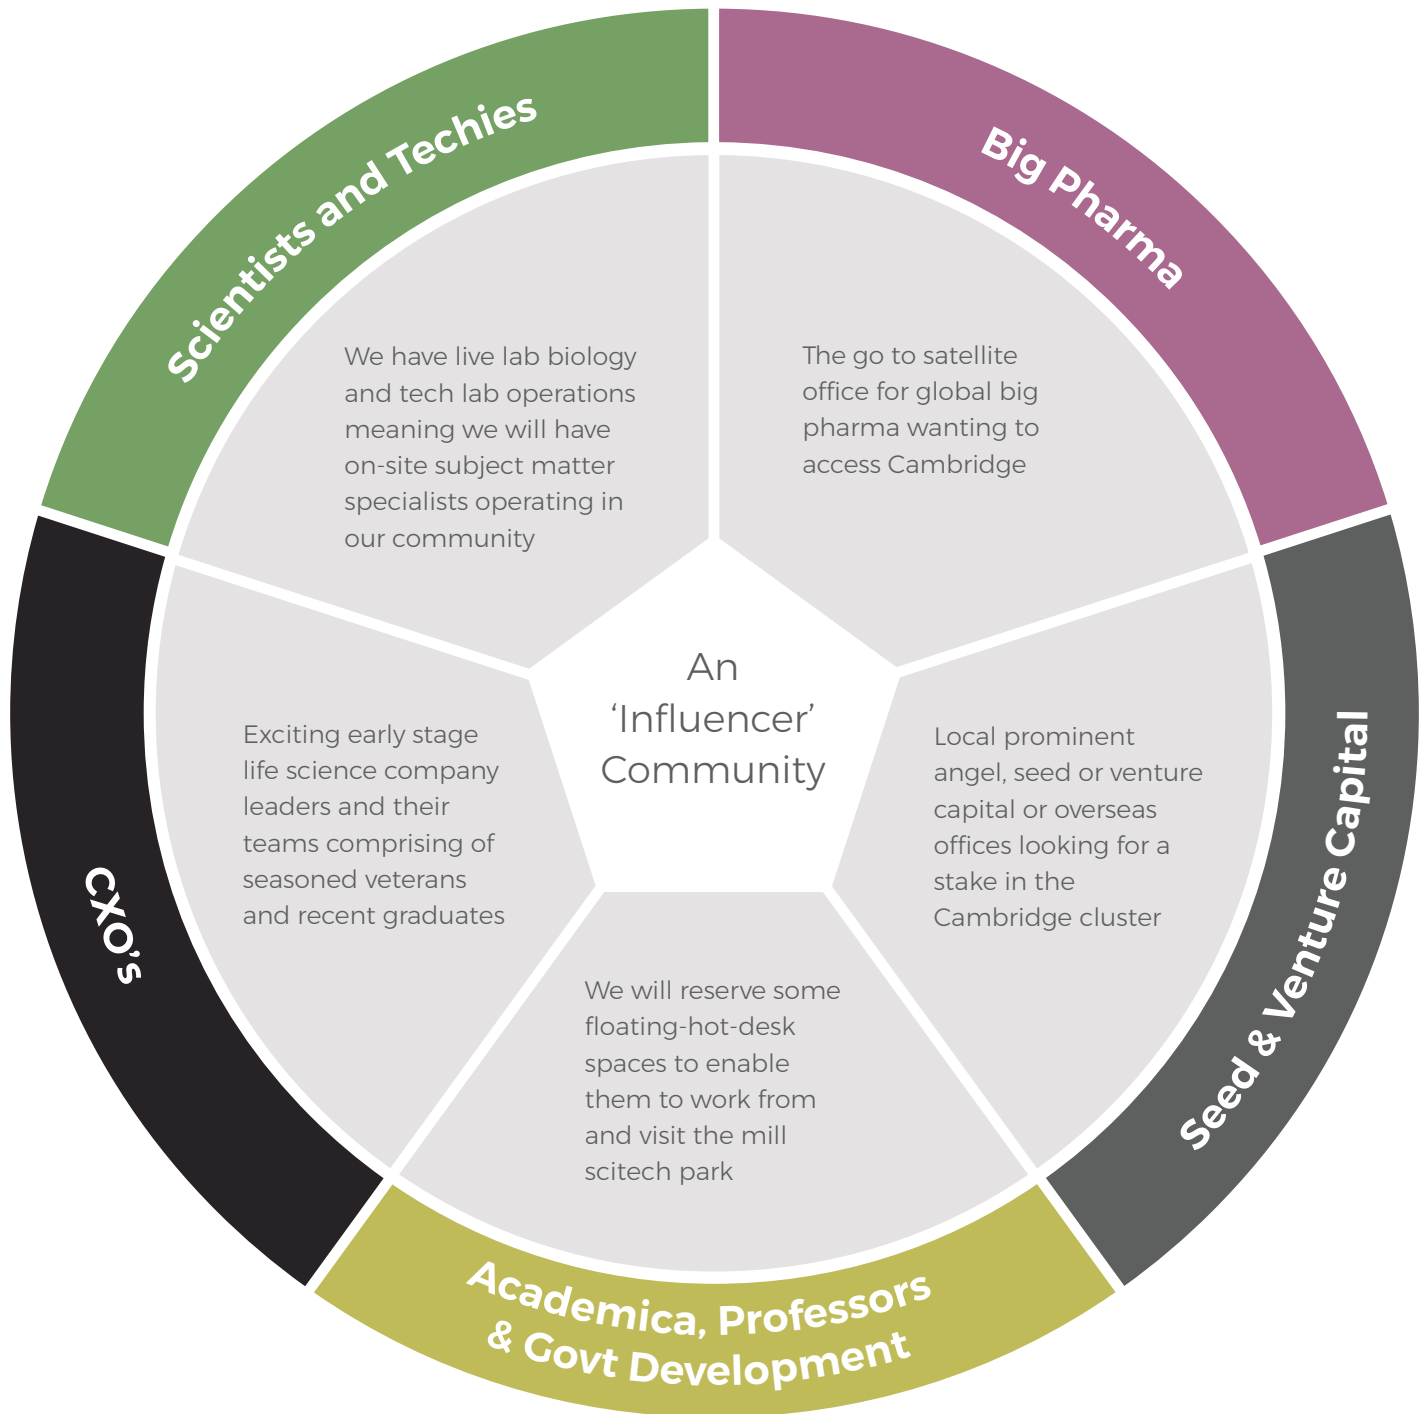 Scientists and Techies
We have live lab biology
and tech lab operations
meaning we will have
on-site subject matter
specialists operating in
our community
Big Pharma
The go to satellite
office for global big
pharma wanting to
access Cambridge
An
‘Influencer’
Community
CXO’s
Exciting early stage
life science company
leaders and their
teams comprising of
seasoned veterans
and recent graduates
Seed & Venture Capital
Local prominent
angel, seed or venture
capital or overseas
offices looking for a
stake in the
Cambridge cluster
We will reserve some
floating-hot-desk
spaces to enable
them to work from
and visit the mill
scitech park
Academica, Professors
& Govt Development